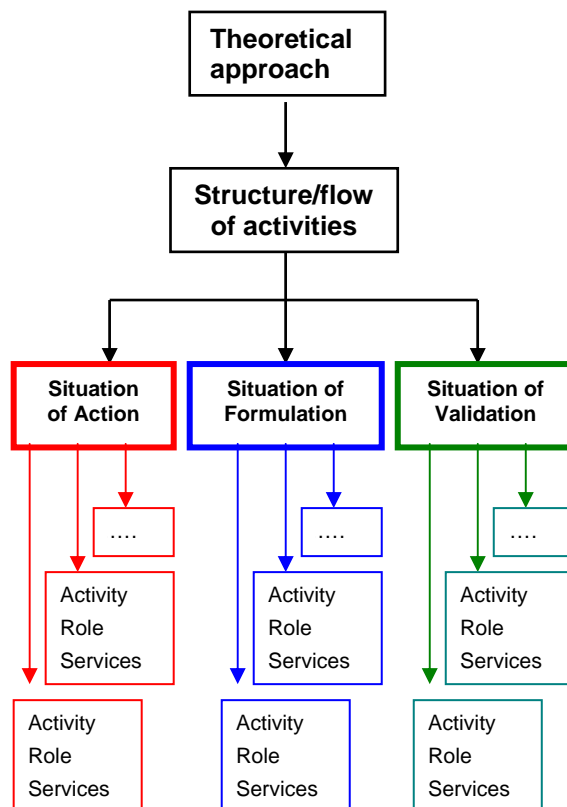 Theoretical
approach
Structure/flow
of activities
Situation
of Action
Situation of
Formulation
Situation of
Validation
....
....
....
Activity
Role
Services
Activity
Role
Services
Activity
Role
Services
Activity
Role
Services
Activity
Role
Services
Activity
Role
Services